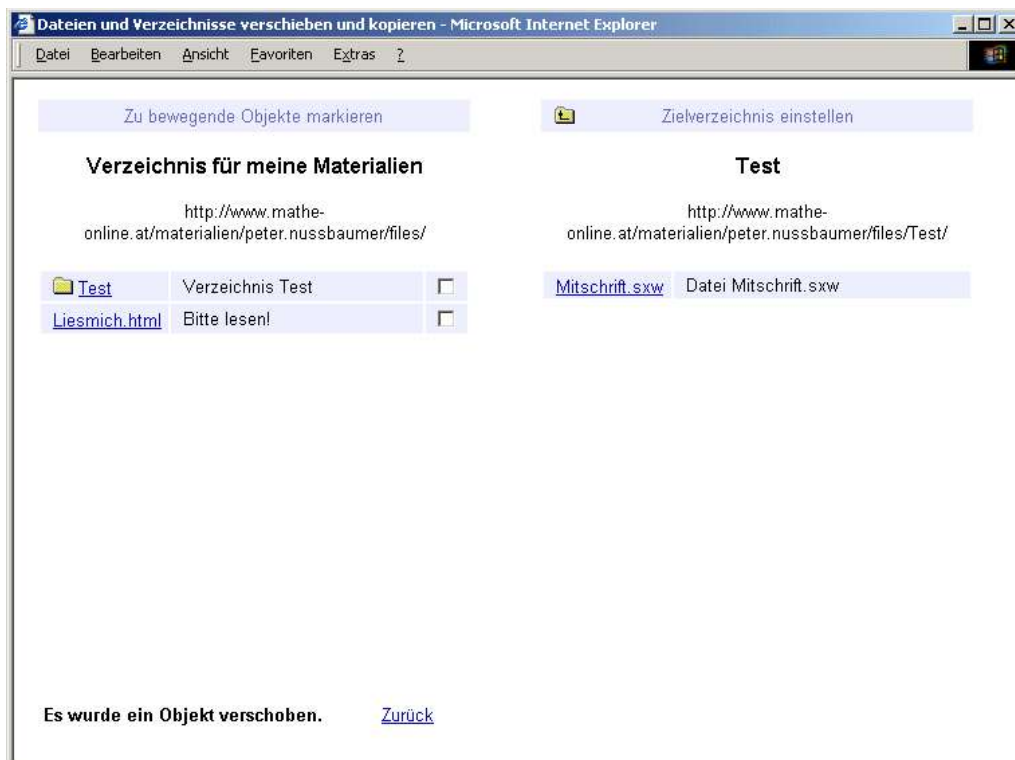 Dateien und Verzeichnisse verschieben und kopieren - Microsoft Internet Explorer
Datei Bearbeiten Ansicht Favoriten Extras ?
Zu bewegende Objekte markieren
Verzeichnis für meine Materialien
http://www.mathe-
online.at/materialien/peter.nussbaumer/files/
Test Verzeichnis Test
Liesmich.html Bitte lesen!
Zielverzeichnis einstellen
Test
http://www.mathe-
online.at/materialien/peter.nussbaumer/files/Test/
Mitschrift.sxw Datei Mitschrift.sxw
Es wurde ein Objekt verschoben. Zurück